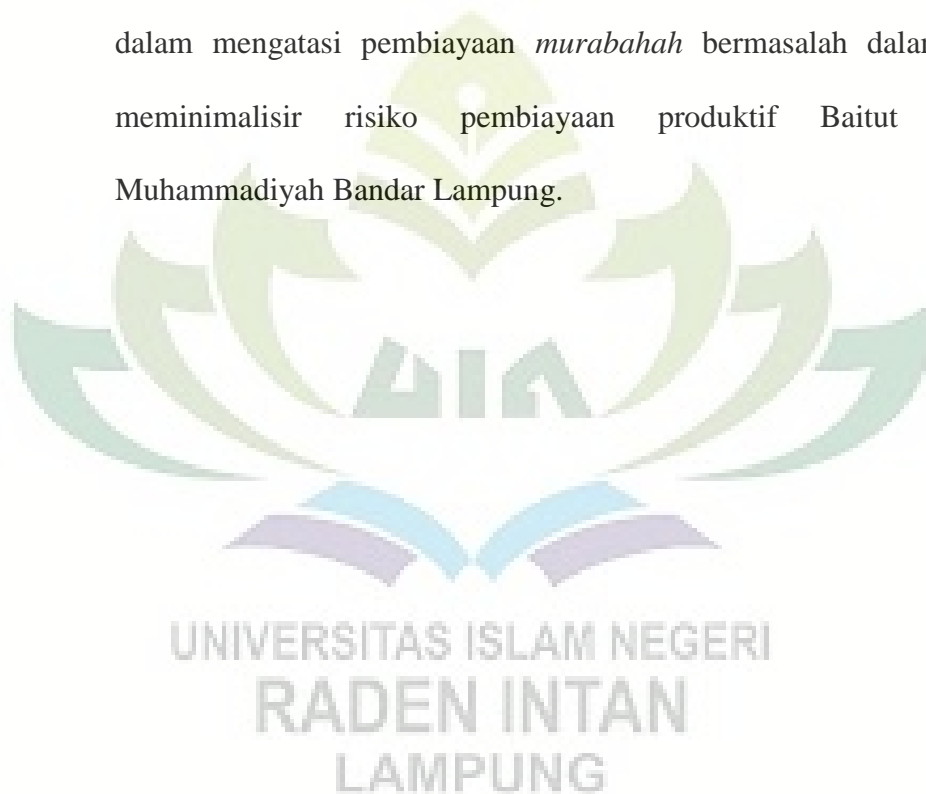 dalam mengatasi pembiayaan murabahah bermasalah dalam
meminimalisir risiko pembiayaan produktif Baitut
Muhammadiyah Bandar Lampung.
UIN
UNIVERSITAS ISLAM NEGERI
RADEN INTAN
LAMPUNG